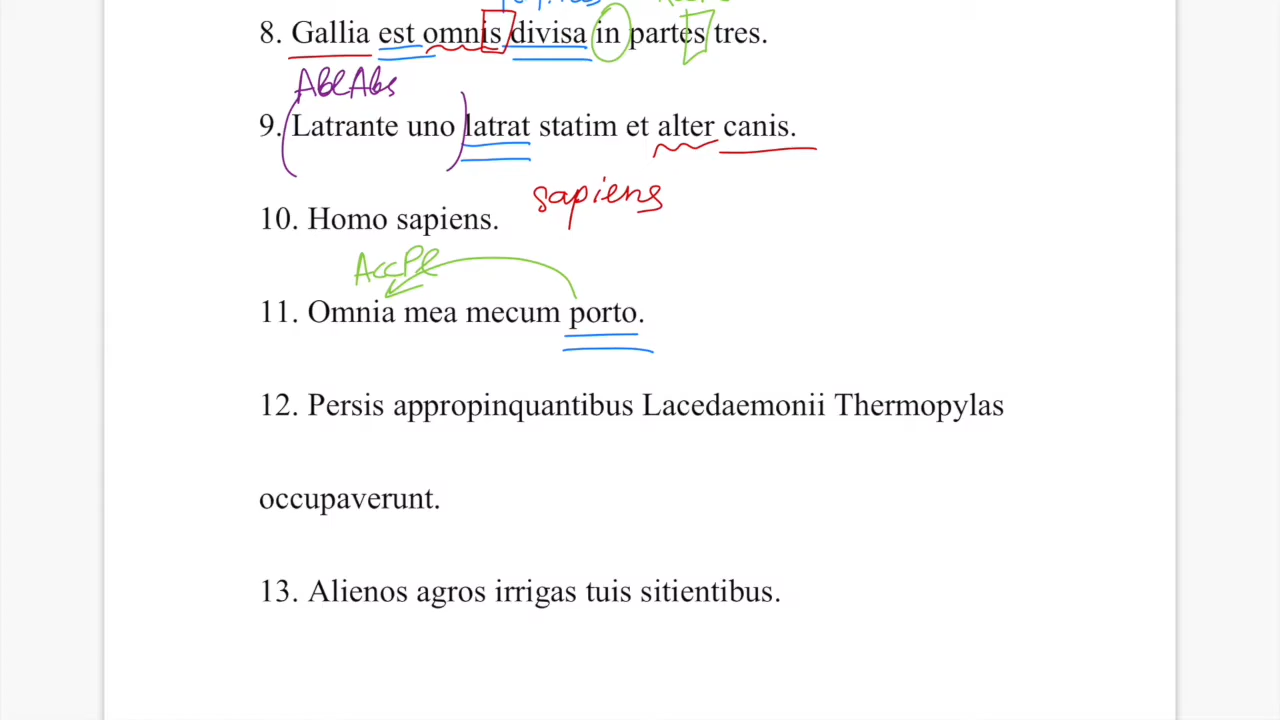 8. Gallia est omnis divisa in partes tres.
AblAbs
9. Latrante uno latrat statim et alter canis.
sapiens
10. Homo sapiens.
AccPl
11. Omnia mea mecum porto.
12. Persis appropinquantibus Lacedaemonii Thermopylas
occupaverunt.
13. Alienos agros irrigas tuis sitientibus.